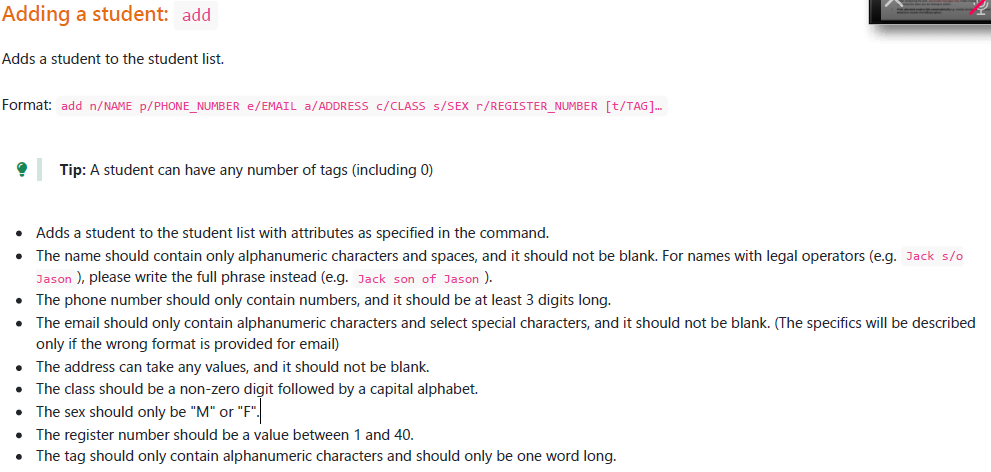 Adding a student: add
Adds a student to the student list.
Format: add n/NAME p/PHONE_NUMBER e/EMAIL a/ADDRESS c/CLASS s/SEX r/REGISTER_NUMBER [t/TAG]…
Tip: A student can have any number of tags (including 0)
• Adds a student to the student list with attributes as specified in the command.
• The name should contain only alphanumeric characters and spaces, and it should not be blank. For names with legal operators (e.g. Jack s/o
Jason ), please write the full phrase instead (e.g. Jack son of Jason ).
• The phone number should only contain numbers, and it should be at least 3 digits long.
• The email should only contain alphanumeric characters and select special characters, and it should not be blank. (The specifics will be described
only if the wrong format is provided for email)
• The address can take any values, and it should not be blank.
• The class should be a non-zero digit followed by a capital alphabet.
• The sex should only be "M" or "F".
• The register number should be a value between 1 and 40.
• The tag should only contain alphanumeric characters and should only be one word long.